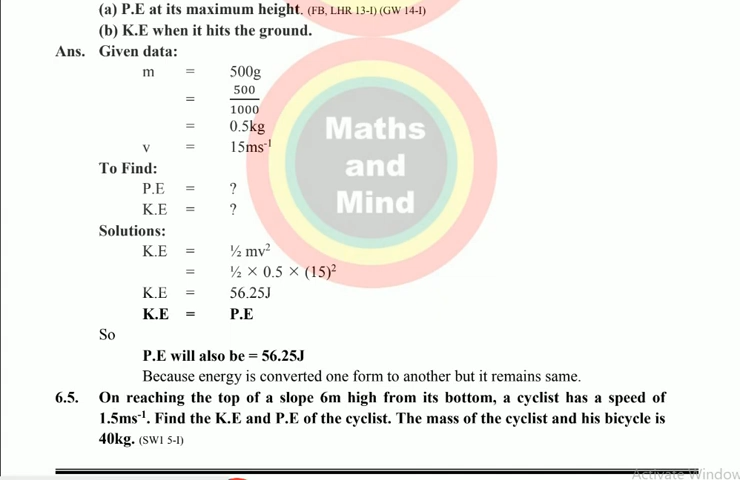 (a) P.E at its maximum height. (FB, LHR 13-I) (GW 14-I)
(b) K.E when it hits the ground.
Ans. Given data:
m = 500g
= 500/1000
= 0.5kg
v = 15ms⁻¹
To Find:
P.E = ?
K.E = ?
Solutions:
K.E = ½ mv²
= ½ × 0.5 × (15)²
K.E = 56.25J
K.E = P.E
So
P.E will also be = 56.25J
Because energy is converted one form to another but it remains same.
6.5. On reaching the top of a slope 6m high from its bottom, a cyclist has a speed of
1.5ms⁻¹. Find the K.E and P.E of the cyclist. The mass of the cyclist and his bicycle is
40kg. (SW1 5-I)
Maths
and
Mind
Activate Window